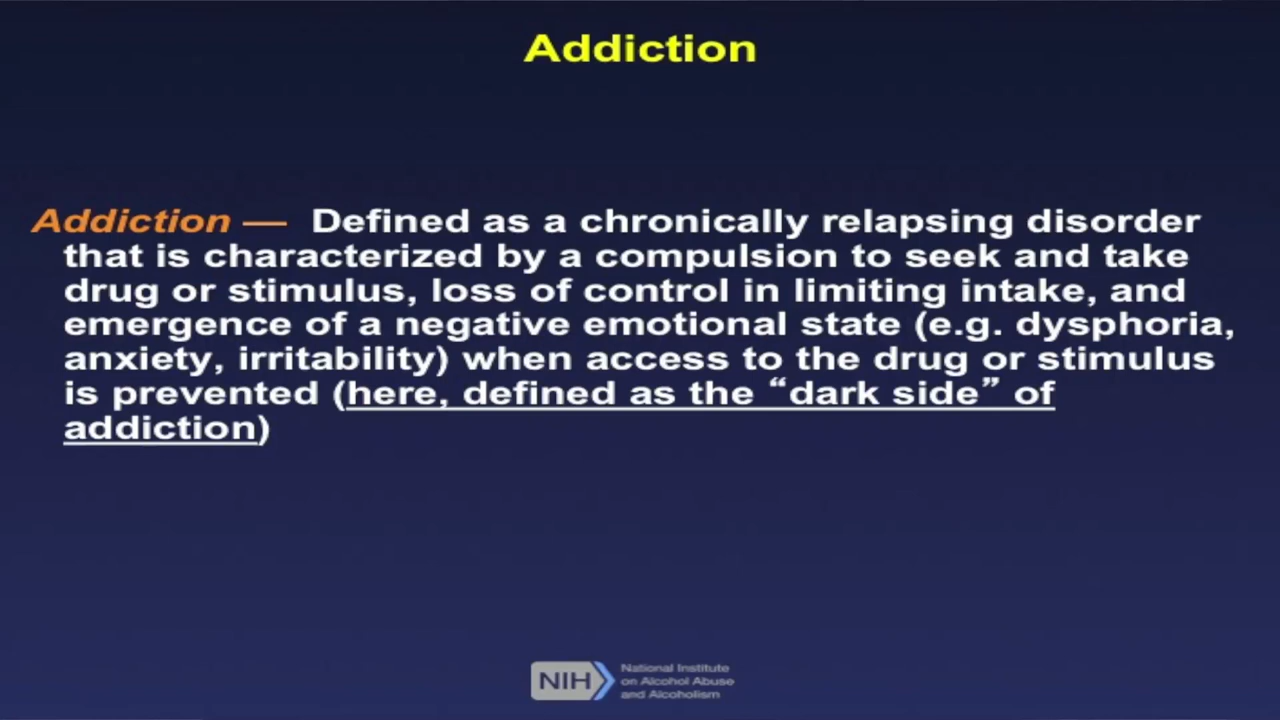 Addiction
Addiction — Defined as a chronically relapsing disorder
that is characterized by a compulsion to seek and take
drug or stimulus, loss of control in limiting intake, and
emergence of a negative emotional state (e.g. dysphoria,
anxiety, irritability) when access to the drug or stimulus
is prevented (here, defined as the “dark side” of
addiction)
NIH
National Institute
on Alcohol Abuse
and Alcoholism